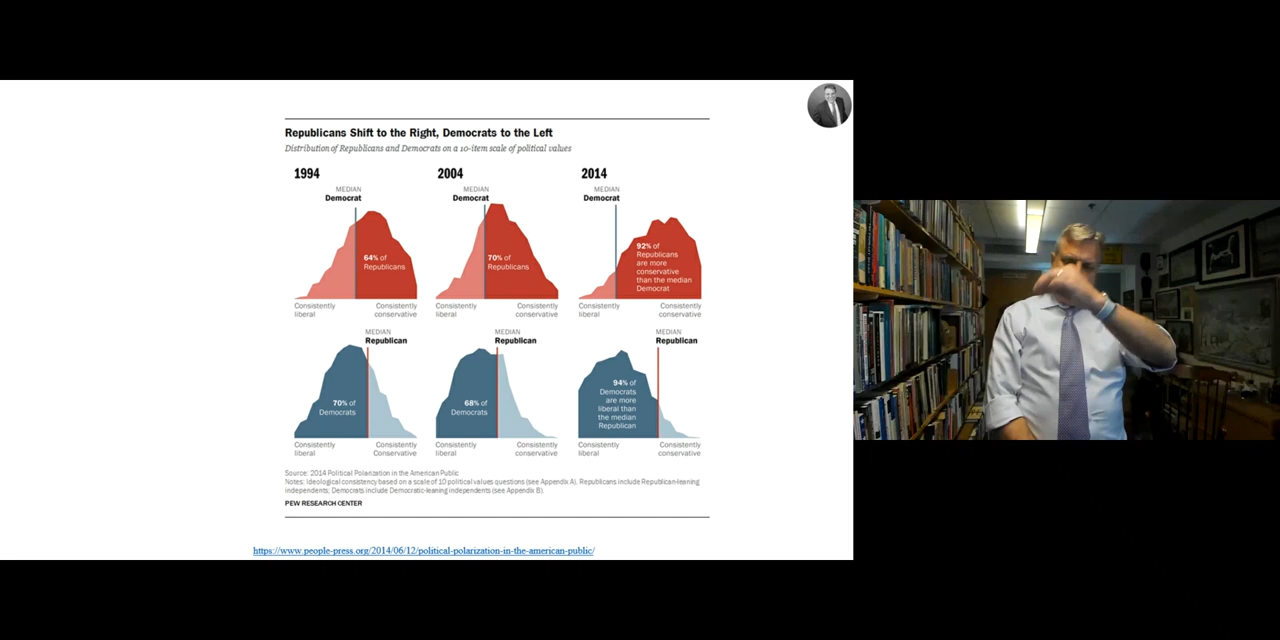 Republicans Shift to the Right, Democrats to the Left
Distribution of Republicans and Democrats on a 10-item scale of political values
1994
2004
2014
MEDIAN
Democrat
MEDIAN
Democrat
MEDIAN
Democrat
64% of
Republicans
70% of
Republicans
92% of
Republicans
are more
conservative
than the median
Democrat
Consistently
liberal
Consistently
conservative
Consistently
liberal
Consistently
conservative
Consistently
liberal
Consistently
conservative
MEDIAN
Republican
MEDIAN
Republican
MEDIAN
Republican
70% of
Democrats
68% of
Democrats
94% of
Democrats
are more
liberal than
the median
Republican
Consistently
liberal
Consistently
Conservative
Consistently
liberal
Consistently
conservative
Consistently
liberal
Consistently
conservative
Source: 2014 Political Polarization in the American Public
Notes: Ideological consistency based on a scale of 10 political values questions (see Appendix A). Republicans include Republican-leaning
independents; Democrats include Democratic-leaning independents (see Appendix B).
PEW RESEARCH CENTER
https://www.people-press.org/2014/06/12/political-polarization-in-the-american-public/